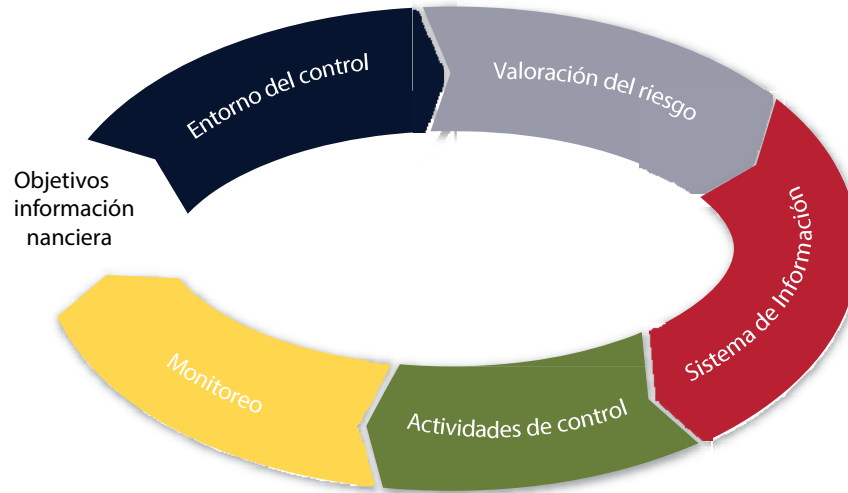 Entorno del control
Valoración del riesgo
Sistema de Información
Actividades de control
Monitoreo
Objetivos
información
nanciera